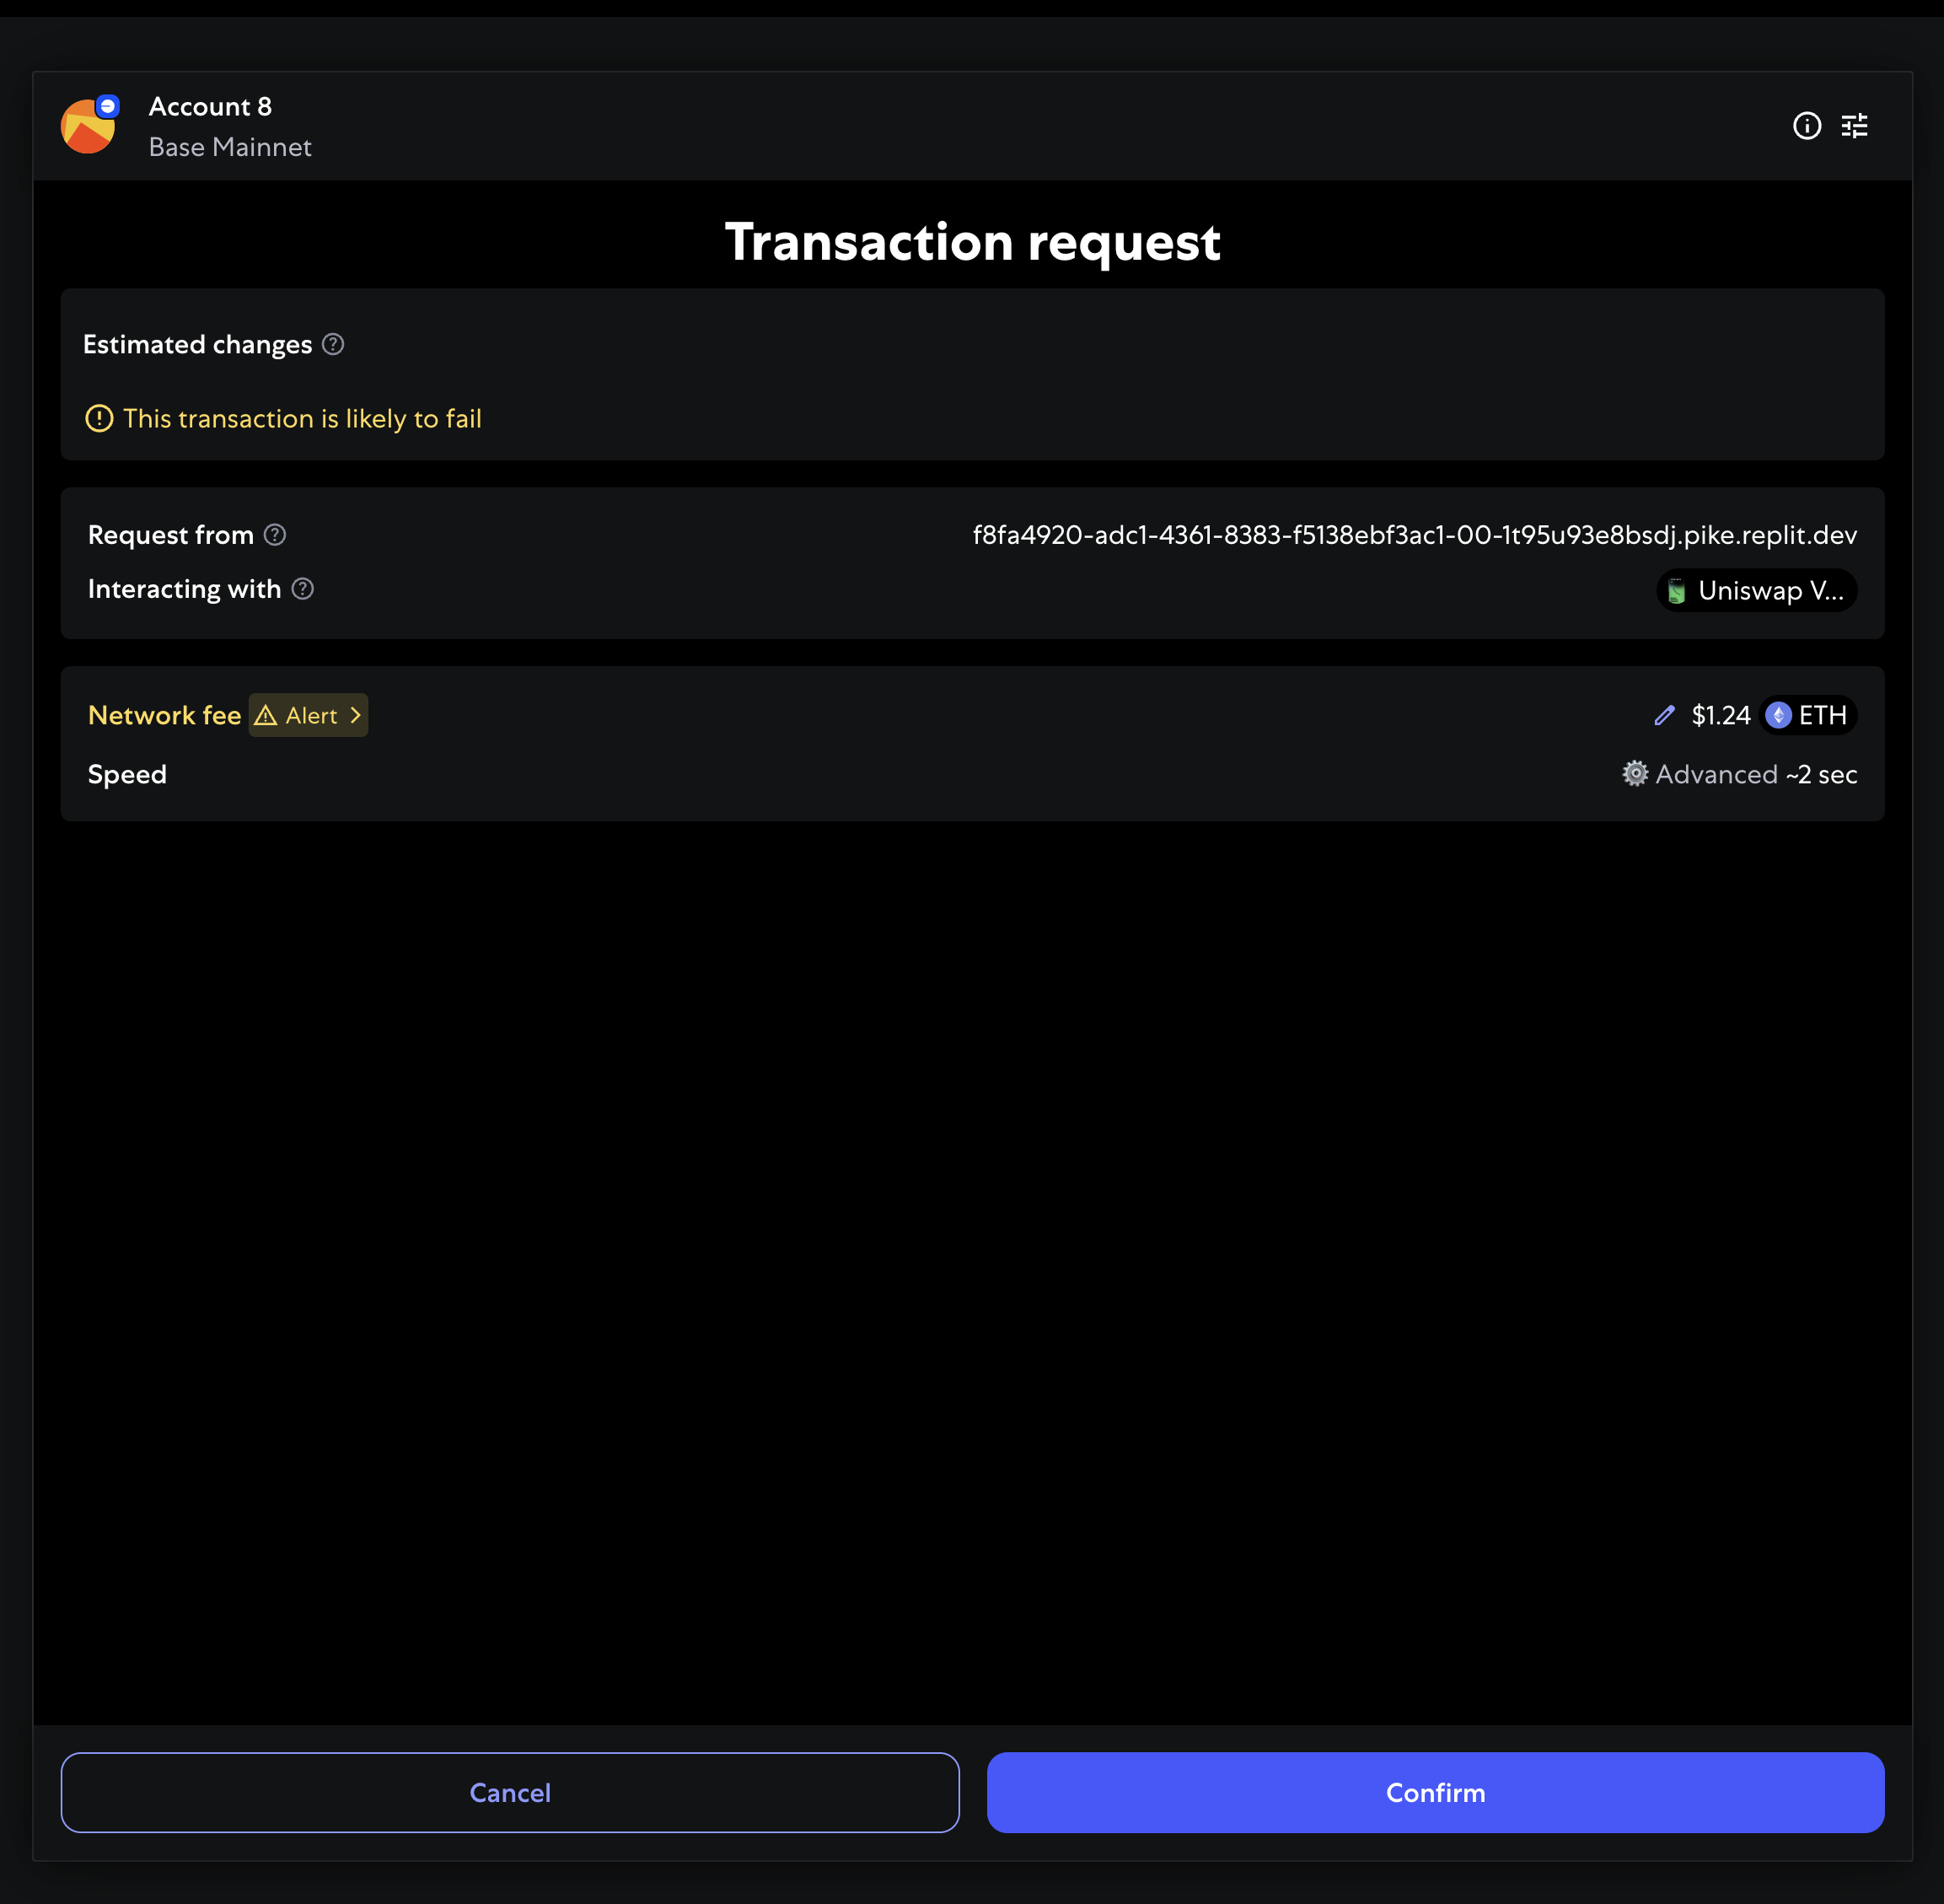 Account 8
Base Mainnet
Transaction request
Estimated changes
This transaction is likely to fail
Request from f8fa4920-adc1-4361-8383-f5138ebf3ac1-00-1t95u93e8bsdj.pike.replit.dev
Interacting with Uniswap V...
Network fee Alert $1.24 ETH
Speed Advanced ~2 sec
Cancel Confirm